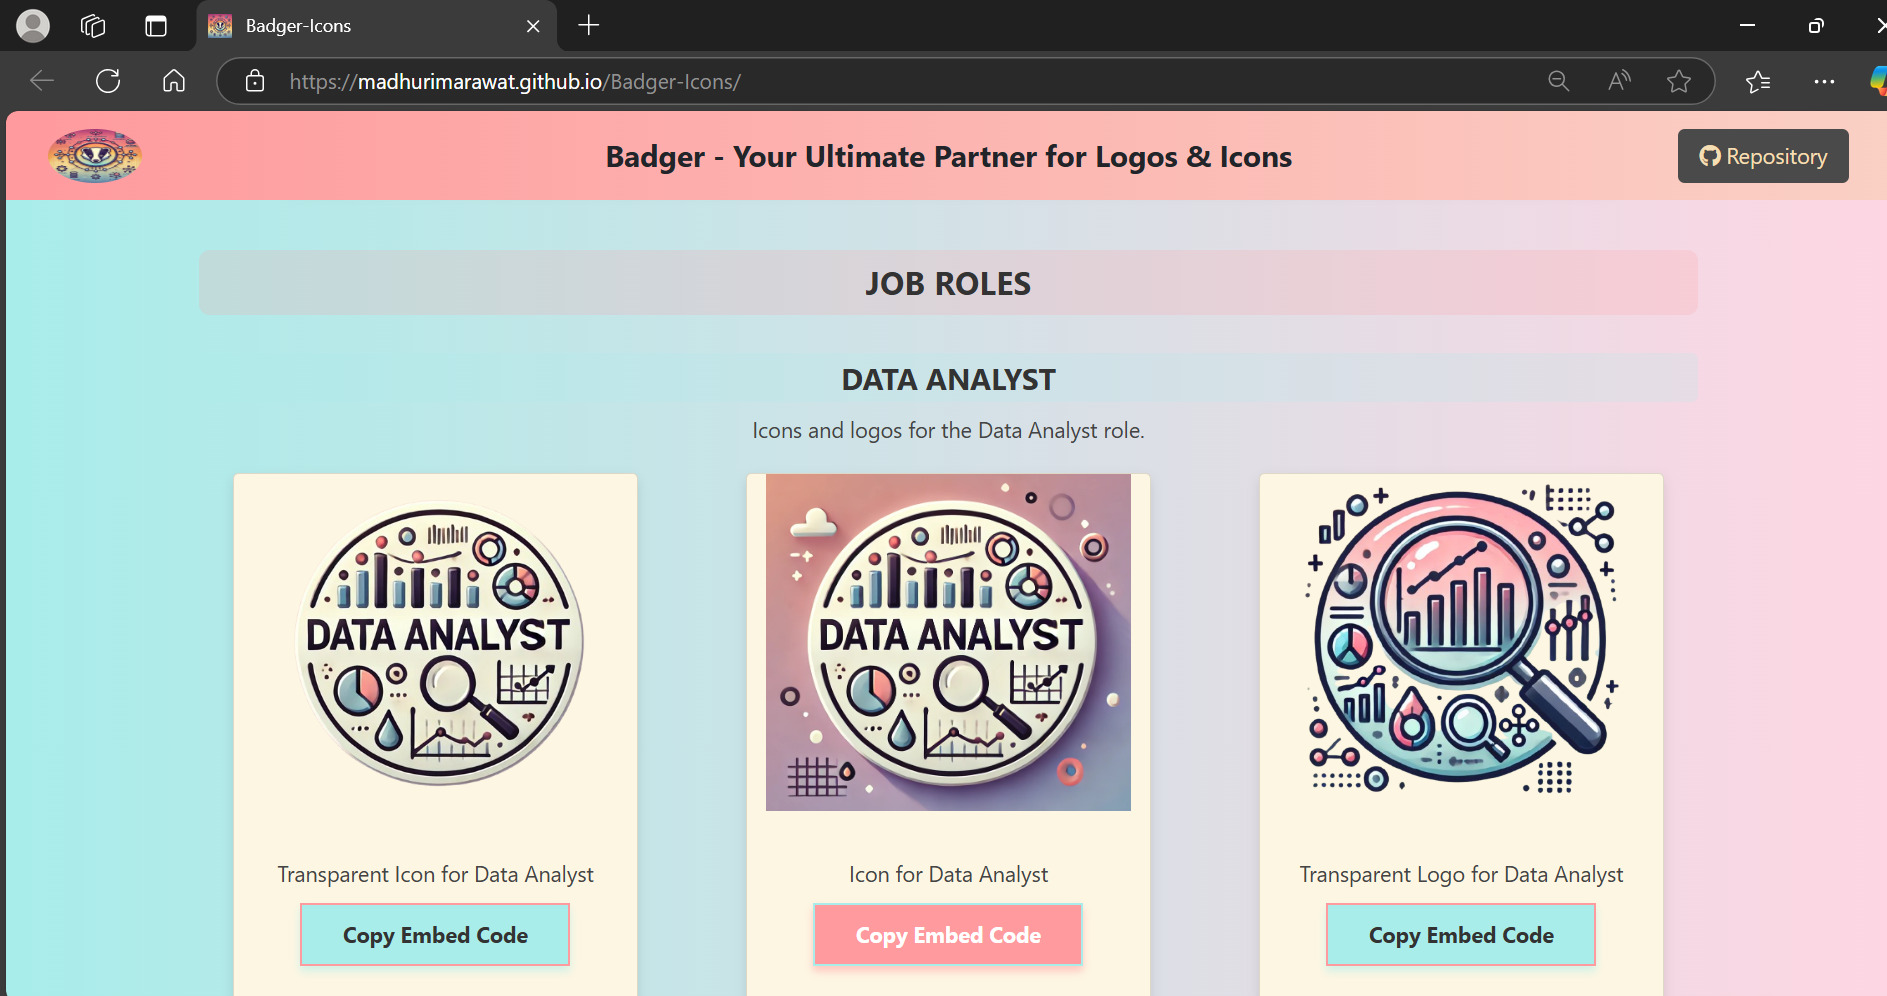 Badger-Icons
https://madhurimarawat.github.io/Badger-Icons/
Badger - Your Ultimate Partner for Logos & Icons
Repository
JOB ROLES
DATA ANALYST
Icons and logos for the Data Analyst role.
DATA ANALYST
DATA ANALYST
Transparent Icon for Data Analyst
Icon for Data Analyst
Transparent Logo for Data Analyst
Copy Embed Code
Copy Embed Code
Copy Embed Code